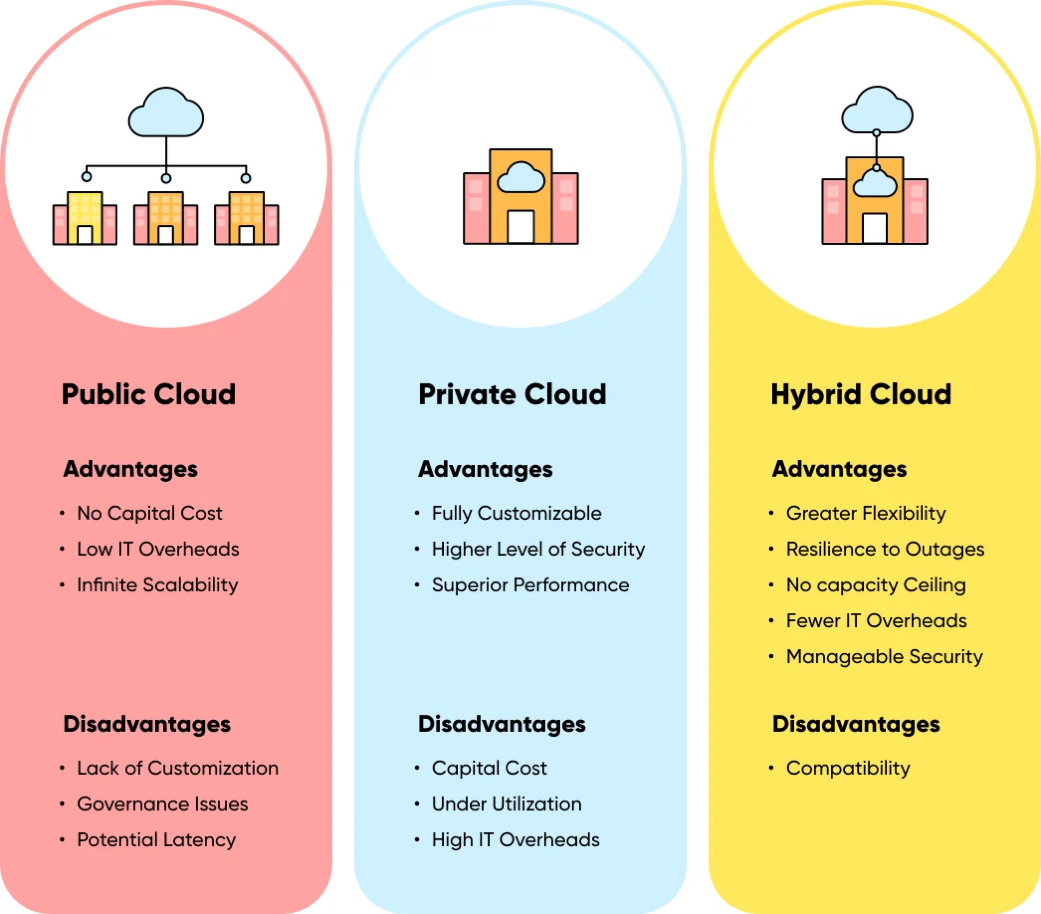 Public Cloud
Advantages
• No Capital Cost
• Low IT Overheads
• Infinite Scalability
Disadvantages
• Lack of Customization
• Governance Issues
• Potential Latency
Private Cloud
Advantages
• Fully Customizable
• Higher Level of Security
• Superior Performance
Disadvantages
• Capital Cost
• Under Utilization
• High IT Overheads
Hybrid Cloud
Advantages
• Greater Flexibility
• Resilience to Outages
• No capacity Ceiling
• Fewer IT Overheads
• Manageable Security
Disadvantages
• Compatibility